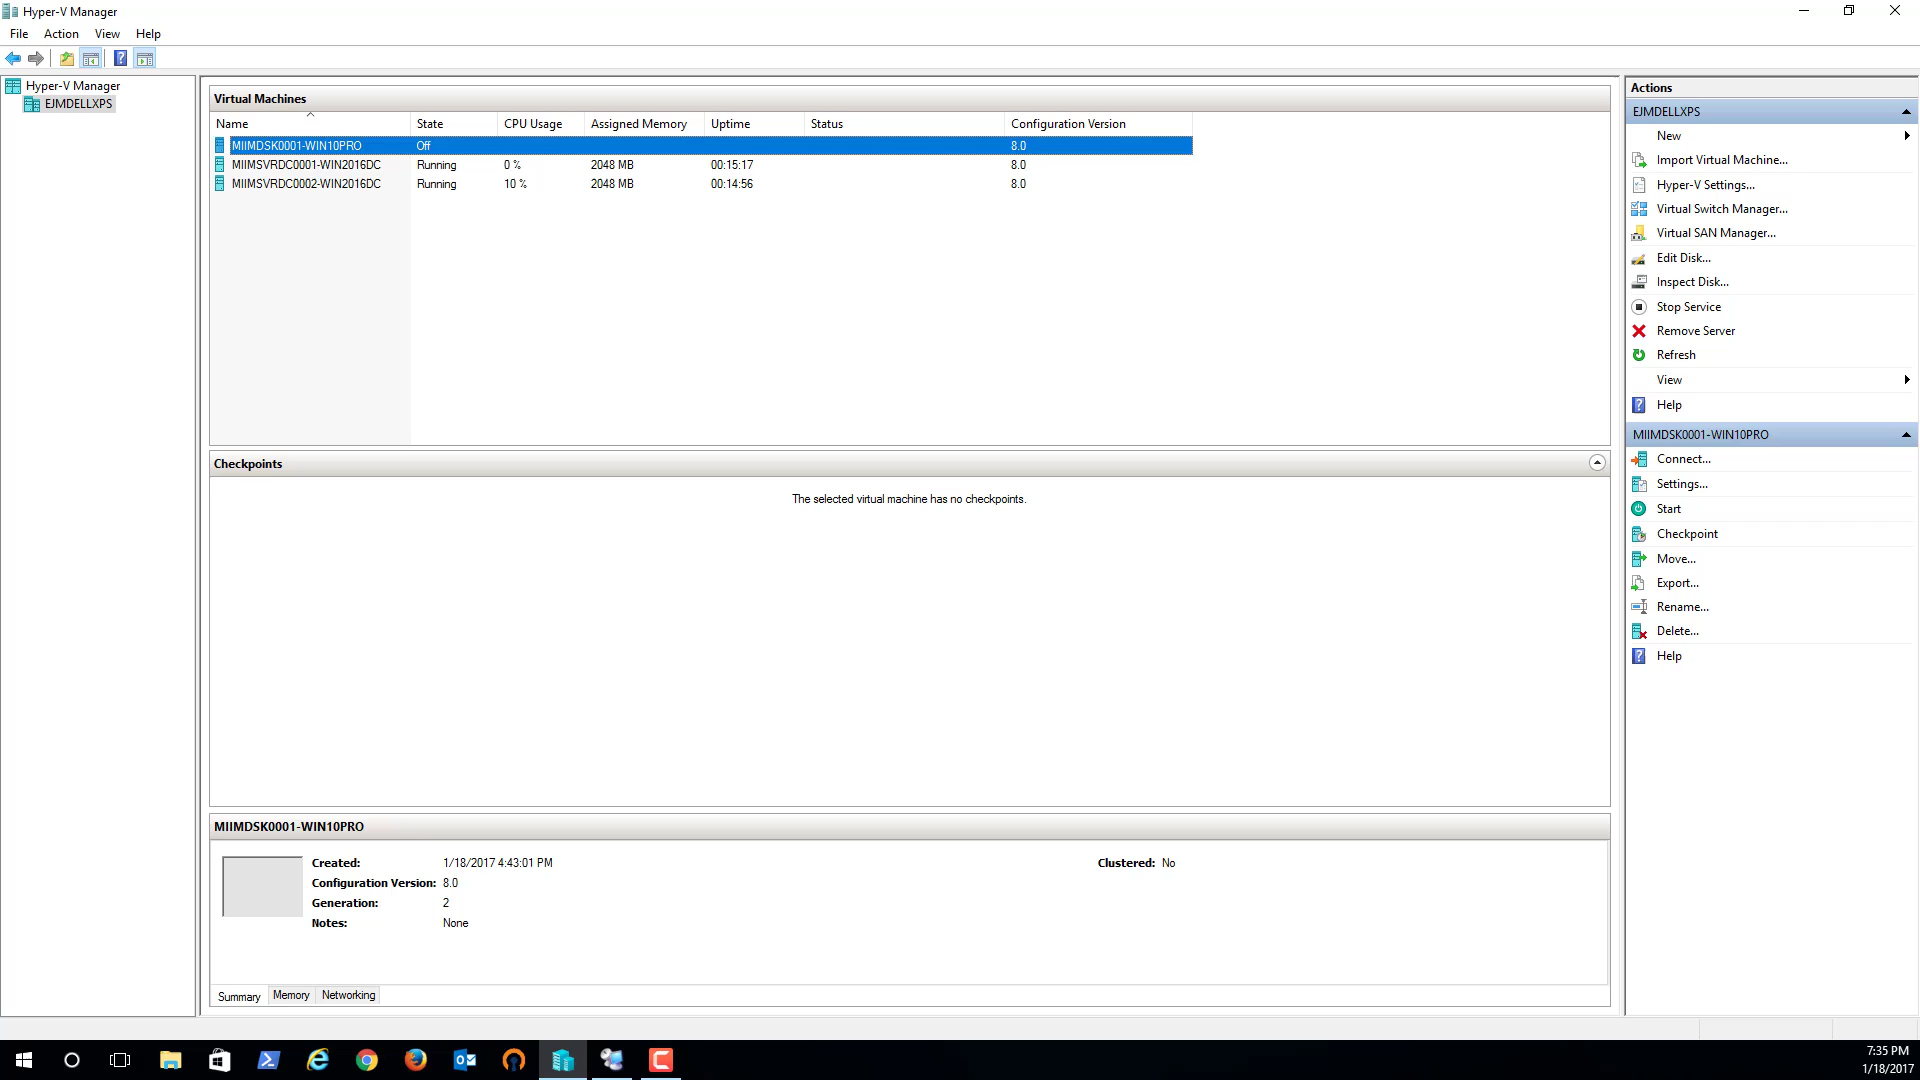 Hyper-V Manager
File Action View Help
Hyper-V Manager
EJMDELLXPS
Virtual Machines
Name State CPU Usage Assigned Memory Uptime Status Configuration Version
MIIMDSK0001-WIN10PRO Off 8.0
MIIMSVRDC0001-WIN2016DC Running 0 % 2048 MB 00:15:17 8.0
MIIMSVRDC0002-WIN2016DC Running 10 % 2048 MB 00:14:56 8.0
Checkpoints
The selected virtual machine has no checkpoints.
MIIMDSK0001-WIN10PRO
Created: 1/18/2017 4:43:01 PM Clustered: No
Configuration Version: 8.0
Generation: 2
Notes: None
Summary Memory Networking
Actions
EJMDELLXPS
New
Import Virtual Machine...
Hyper-V Settings...
Virtual Switch Manager...
Virtual SAN Manager...
Edit Disk...
Inspect Disk...
Stop Service
Remove Server
Refresh
View
Help
MIIMDSK0001-WIN10PRO
Connect...
Settings...
Start
Checkpoint
Move...
Export...
Rename...
Delete...
Help
7:35 PM
1/18/2017